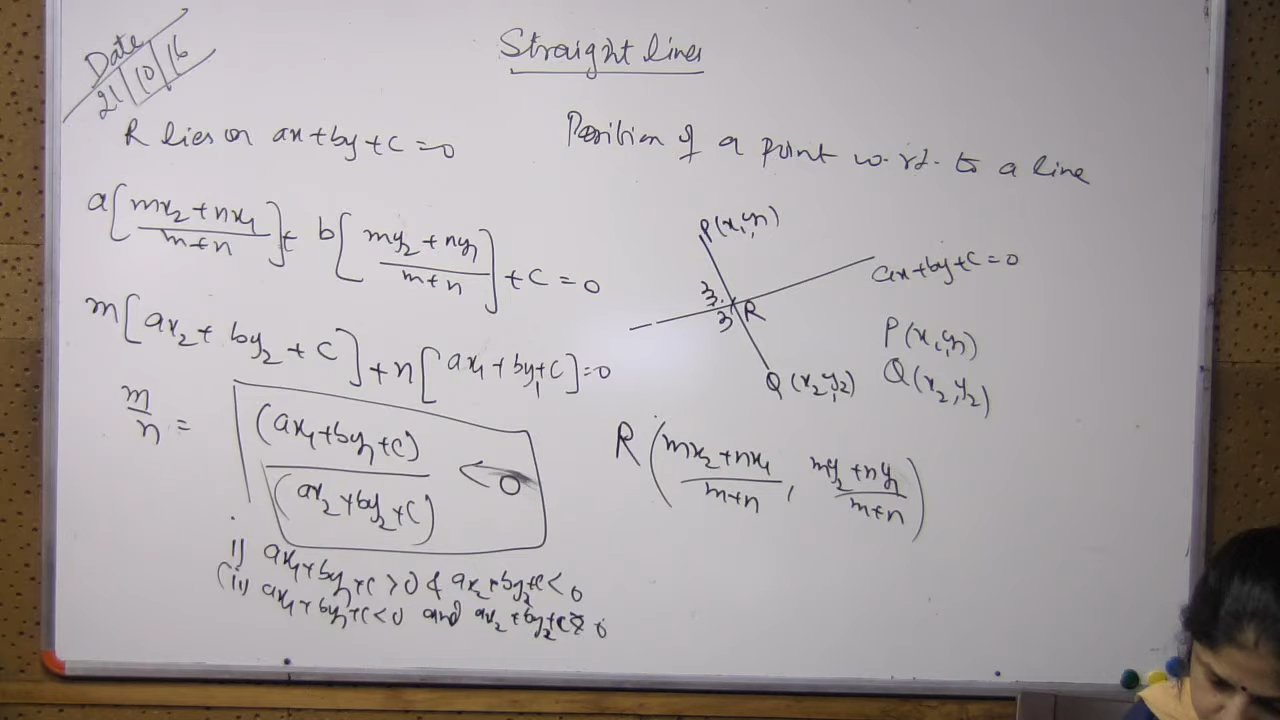 Straight lines
Date
21/10/16
R lies on ax+by+c=0
a[(mx₂+nx₁)/(m+n)] + b[(my₂+ny₁)/(m+n)] + c = 0
m[ax₂+by₂+c] + n[ax₁+by₁+c] = 0
m/n = (ax₁+by₁+c)/(ax₂+by₂+c) < 0
i) ax₁+by₁+c > 0 & ax₂+by₂+c < 0
(ii) ax₁+by₁+c < 0 and ax₂+by₂+c > 0
Position of a point w.r.t. to a line
P(x₁,y₁)
ax+by+c=0
R
Q(x₂,y₂)
P(x₁,y₁)
Q(x₂,y₂)
R((mx₂+nx₁)/(m+n), (my₂+ny₁)/(m+n))